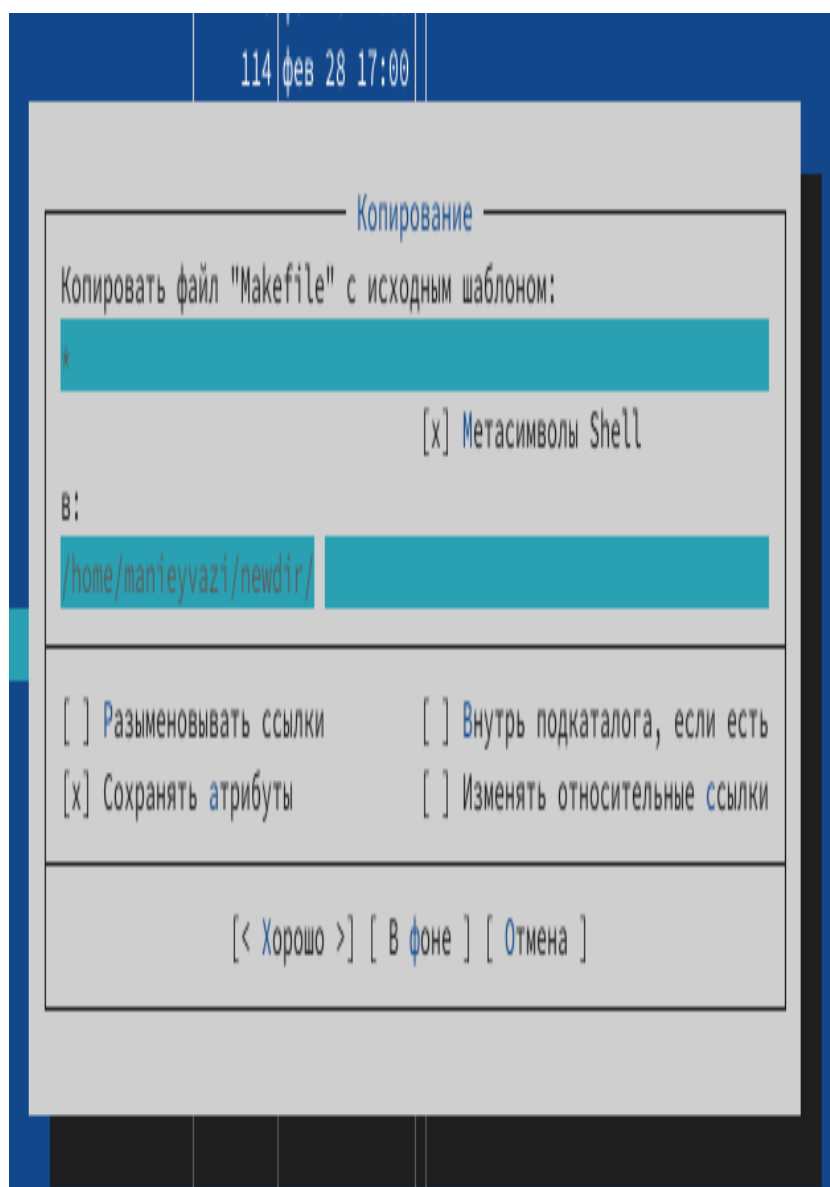 114 фев 28 17:00
Копирование
Копировать файл "Makefile" с исходным шаблоном:
*
[x] Метасимволы Shell
в:
/home/manieyvazi/newdir/
[ ] Разыменовывать ссылки [ ] Внутрь подкаталога, если есть
[x] Сохранять атрибуты [ ] Изменять относительные ссылки
[< Хорошо >] [ В фоне ] [ Отмена ]